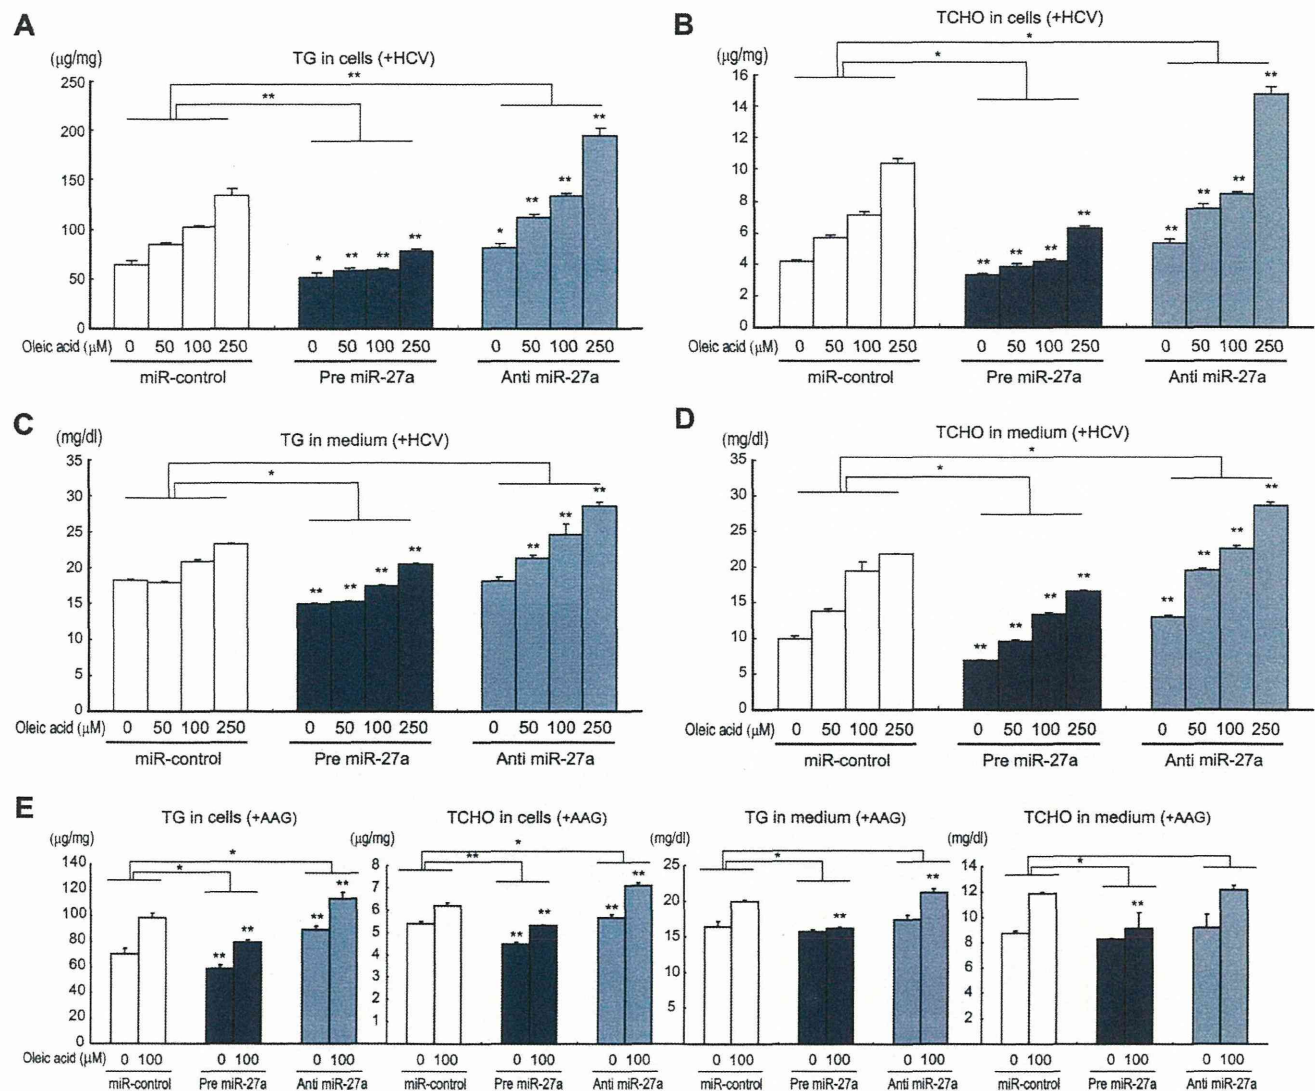 A
TG in cells (+HCV)
(μg/mg)
250
200
150
100
50
0
** **
* ** ** **
* ** ** **
Oleic acid (μM) 0 50 100 250 0 50 100 250 0 50 100 250
miR-control Pre miR-27a Anti miR-27a
B
TCHO in cells (+HCV)
(μg/mg)
16
14
12
10
8
6
4
2
0
* *
** ** ** **
** ** ** **
0 50 100 250 0 50 100 250 0 50 100 250
miR-control Pre miR-27a Anti miR-27a
C
TG in medium (+HCV)
(mg/dl)
35
30
25
20
15
10
5
0
*
** ** ** **
** ** **
Oleic acid (μM) 0 50 100 250 0 50 100 250 0 50 100 250
miR-control Pre miR-27a Anti miR-27a
D
TCHO in medium (+HCV)
(mg/dl)
35
30
25
20
15
10
5
0
* *
** ** ** **
** ** ** **
Oleic acid (μM) 0 50 100 250 0 50 100 250 0 50 100 250
miR-control Pre miR-27a Anti miR-27a
E
TG in cells (+AAG)
(μg/mg)
140
120
100
80
60
40
20
0
* *
** **
** **
Oleic acid (μM) 0 100 0 100 0 100
miR-control Pre miR-27a Anti miR-27a
TCHO in cells (+AAG)
(μg/mg)
8
7
6
5
4
3
2
1
* **
** **
** **
0 100 0 100 0 100
miR-control Pre miR-27a Anti miR-27a
TG in medium (+AAG)
(mg/dl)
25
20
15
10
5
*
**
**
0 100 0 100 0 100
miR-control Pre miR-27a Anti miR-27a
TCHO in medium (+AAG)
(mg/dl)
14
12
10
8
6
4
2
*
**
0 100 0 100 0 100
miR-control Pre miR-27a Anti miR-27a